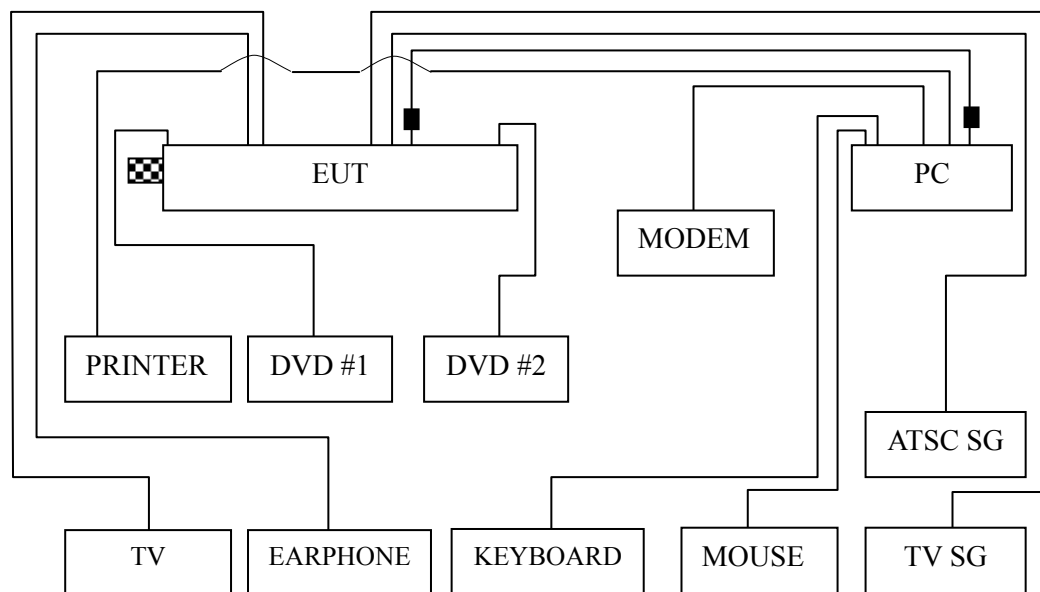 EUT
PC
MODEM
PRINTER
DVD #1
DVD #2
ATSC SG
TV
EARPHONE
KEYBOARD
MOUSE
TV SG